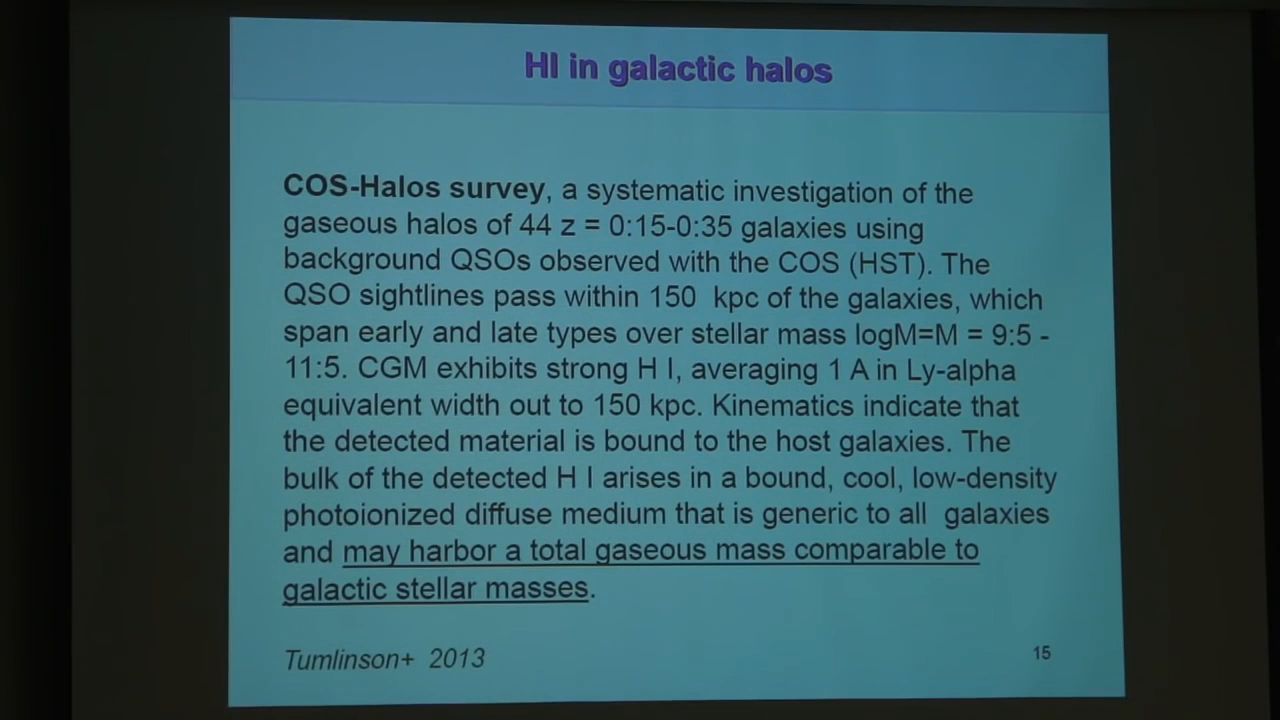 HI in galactic halos
COS-Halos survey, a systematic investigation of the
gaseous halos of 44 z = 0:15-0:35 galaxies using
background QSOs observed with the COS (HST). The
QSO sightlines pass within 150 kpc of the galaxies, which
span early and late types over stellar mass logM=M = 9:5 -
11:5. CGM exhibits strong H I, averaging 1 A in Ly-alpha
equivalent width out to 150 kpc. Kinematics indicate that
the detected material is bound to the host galaxies. The
bulk of the detected H I arises in a bound, cool, low-density
photoionized diffuse medium that is generic to all galaxies
and may harbor a total gaseous mass comparable to
galactic stellar masses.
Tumlinson+ 2013
15